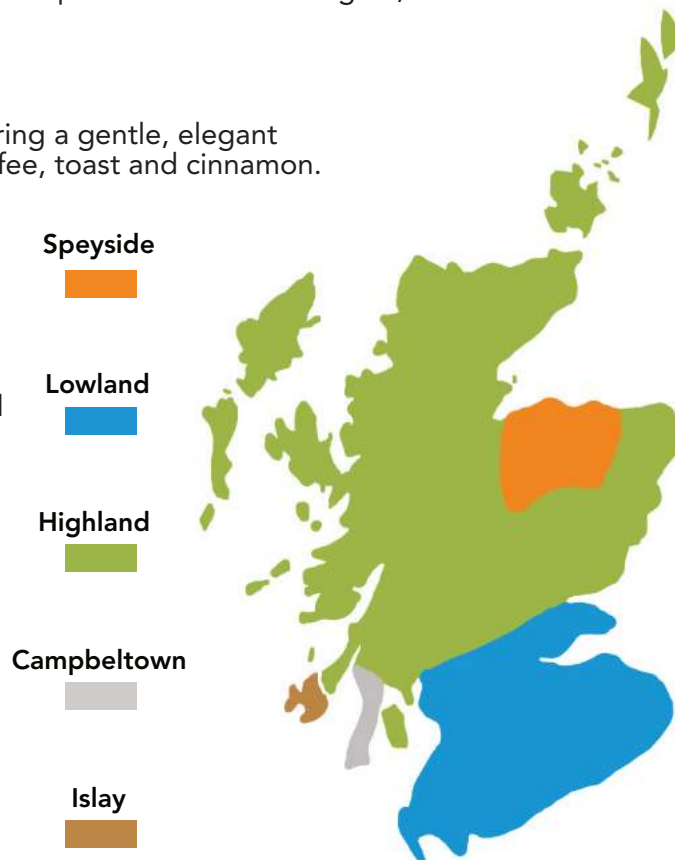 ring a gentle, elegant
fee, toast and cinnamon.
Speyside
Lowland
Highland
Campbeltown
Islay